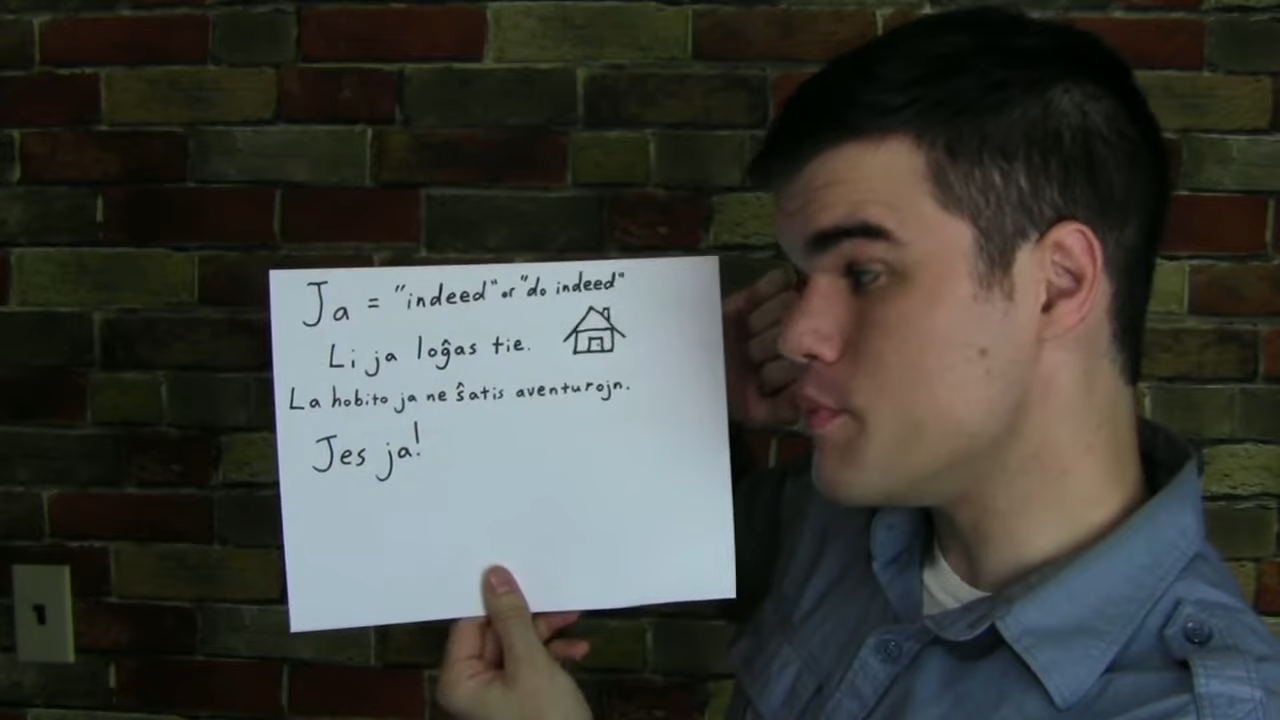 Ja = "indeed" or "do indeed"
Li ja loĝas tie.
La hobito ja ne ŝatis aventurojn.
Jes ja!